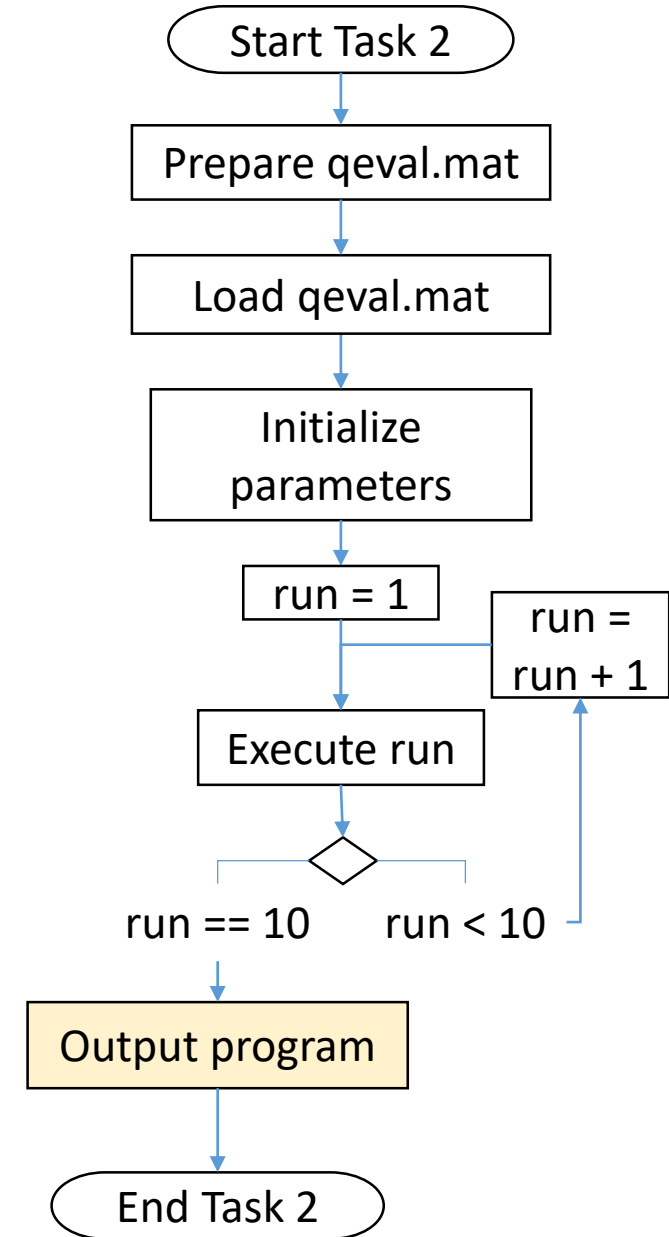 Start Task 2
Prepare qeval.mat
Load qeval.mat
Initialize
parameters
run = 1
run =
run + 1
Execute run
run == 10
run < 10
Output program
End Task 2